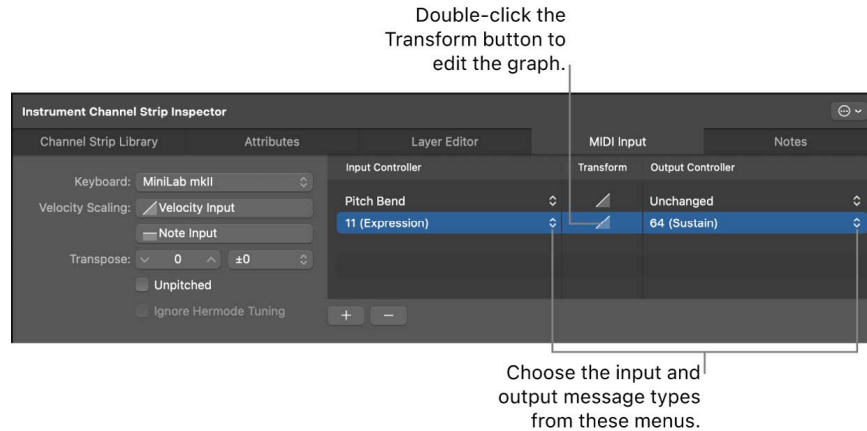 Double-click the
Transform button to
edit the graph.
Instrument Channel Strip Inspector
Channel Strip Library
Attributes
Layer Editor
MIDI Input
Notes
Input Controller
Transform
Output Controller
Keyboard:
MiniLab mkII
Pitch Bend
Unchanged
Velocity Scaling:
Velocity Input
11 (Expression)
64 (Sustain)
Note Input
Transpose:
0
±0
Unpitched
Ignore Hermode Tuning
+
−
Choose the input and
output message types
from these menus.